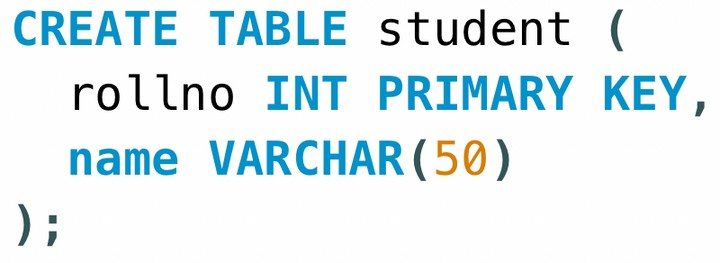 CREATE TABLE student (
rollno INT PRIMARY KEY,
name VARCHAR(50)
);